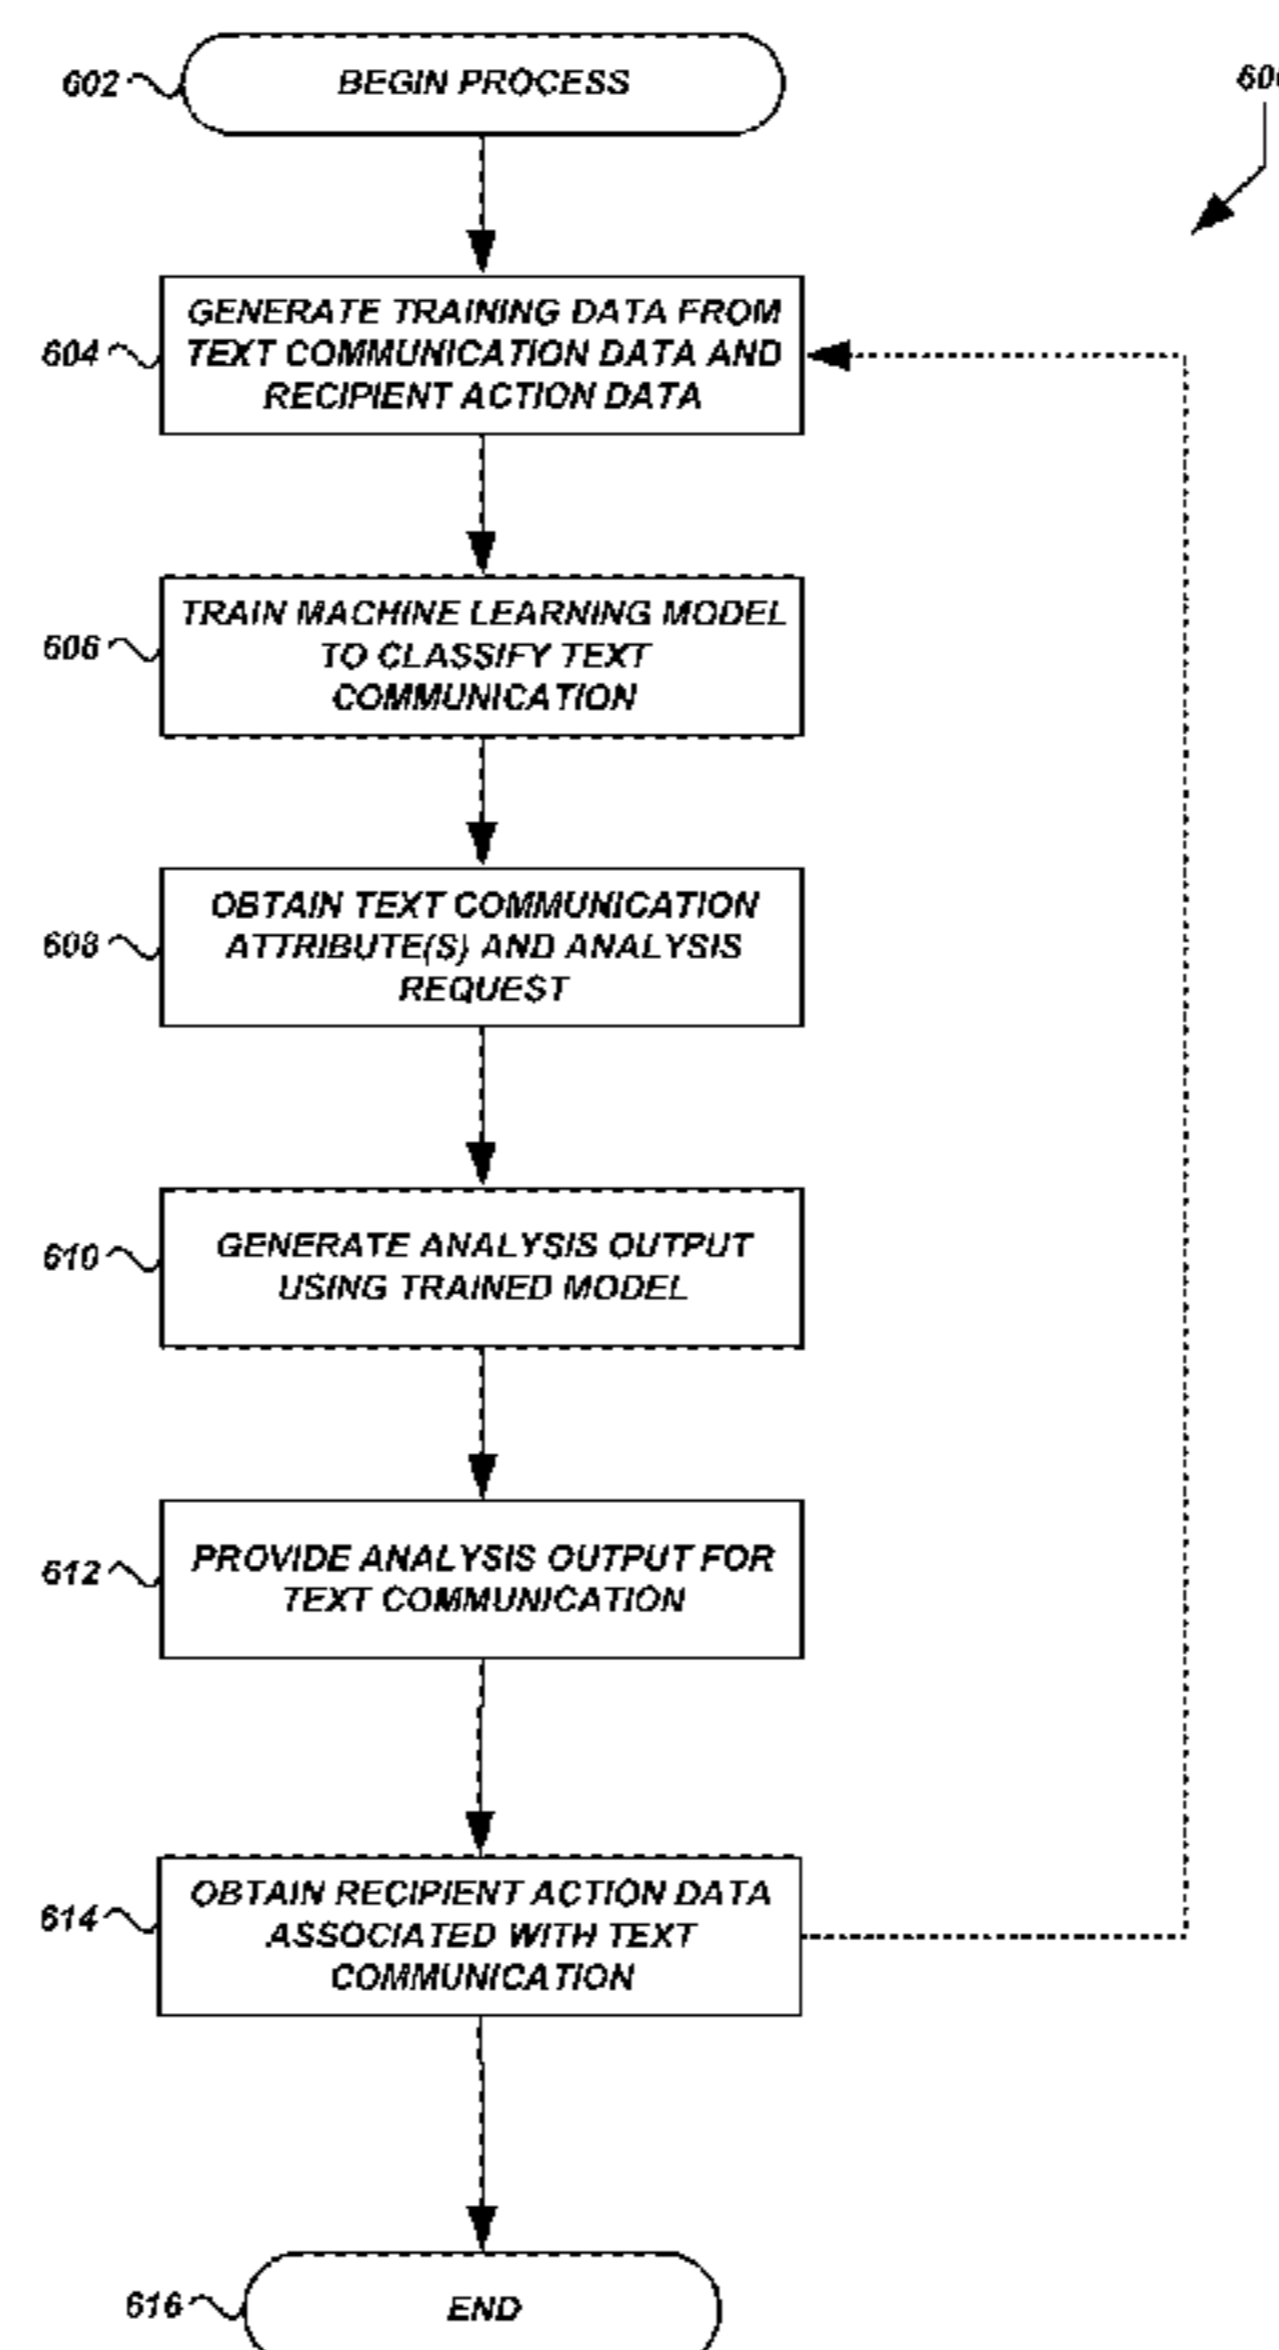 602
BEGIN PROCESS
604
GENERATE TRAINING DATA FROM
TEXT COMMUNICATION DATA AND
RECIPIENT ACTION DATA
606
TRAIN MACHINE LEARNING MODEL
TO CLASSIFY TEXT
COMMUNICATION
608
OBTAIN TEXT COMMUNICATION
ATTRIBUTE(S) AND ANALYSIS
REQUEST
610
GENERATE ANALYSIS OUTPUT
USING TRAINED MODEL
612
PROVIDE ANALYSIS OUTPUT FOR
TEXT COMMUNICATION
614
OBTAIN RECIPIENT ACTION DATA
ASSOCIATED WITH TEXT
COMMUNICATION
616
END